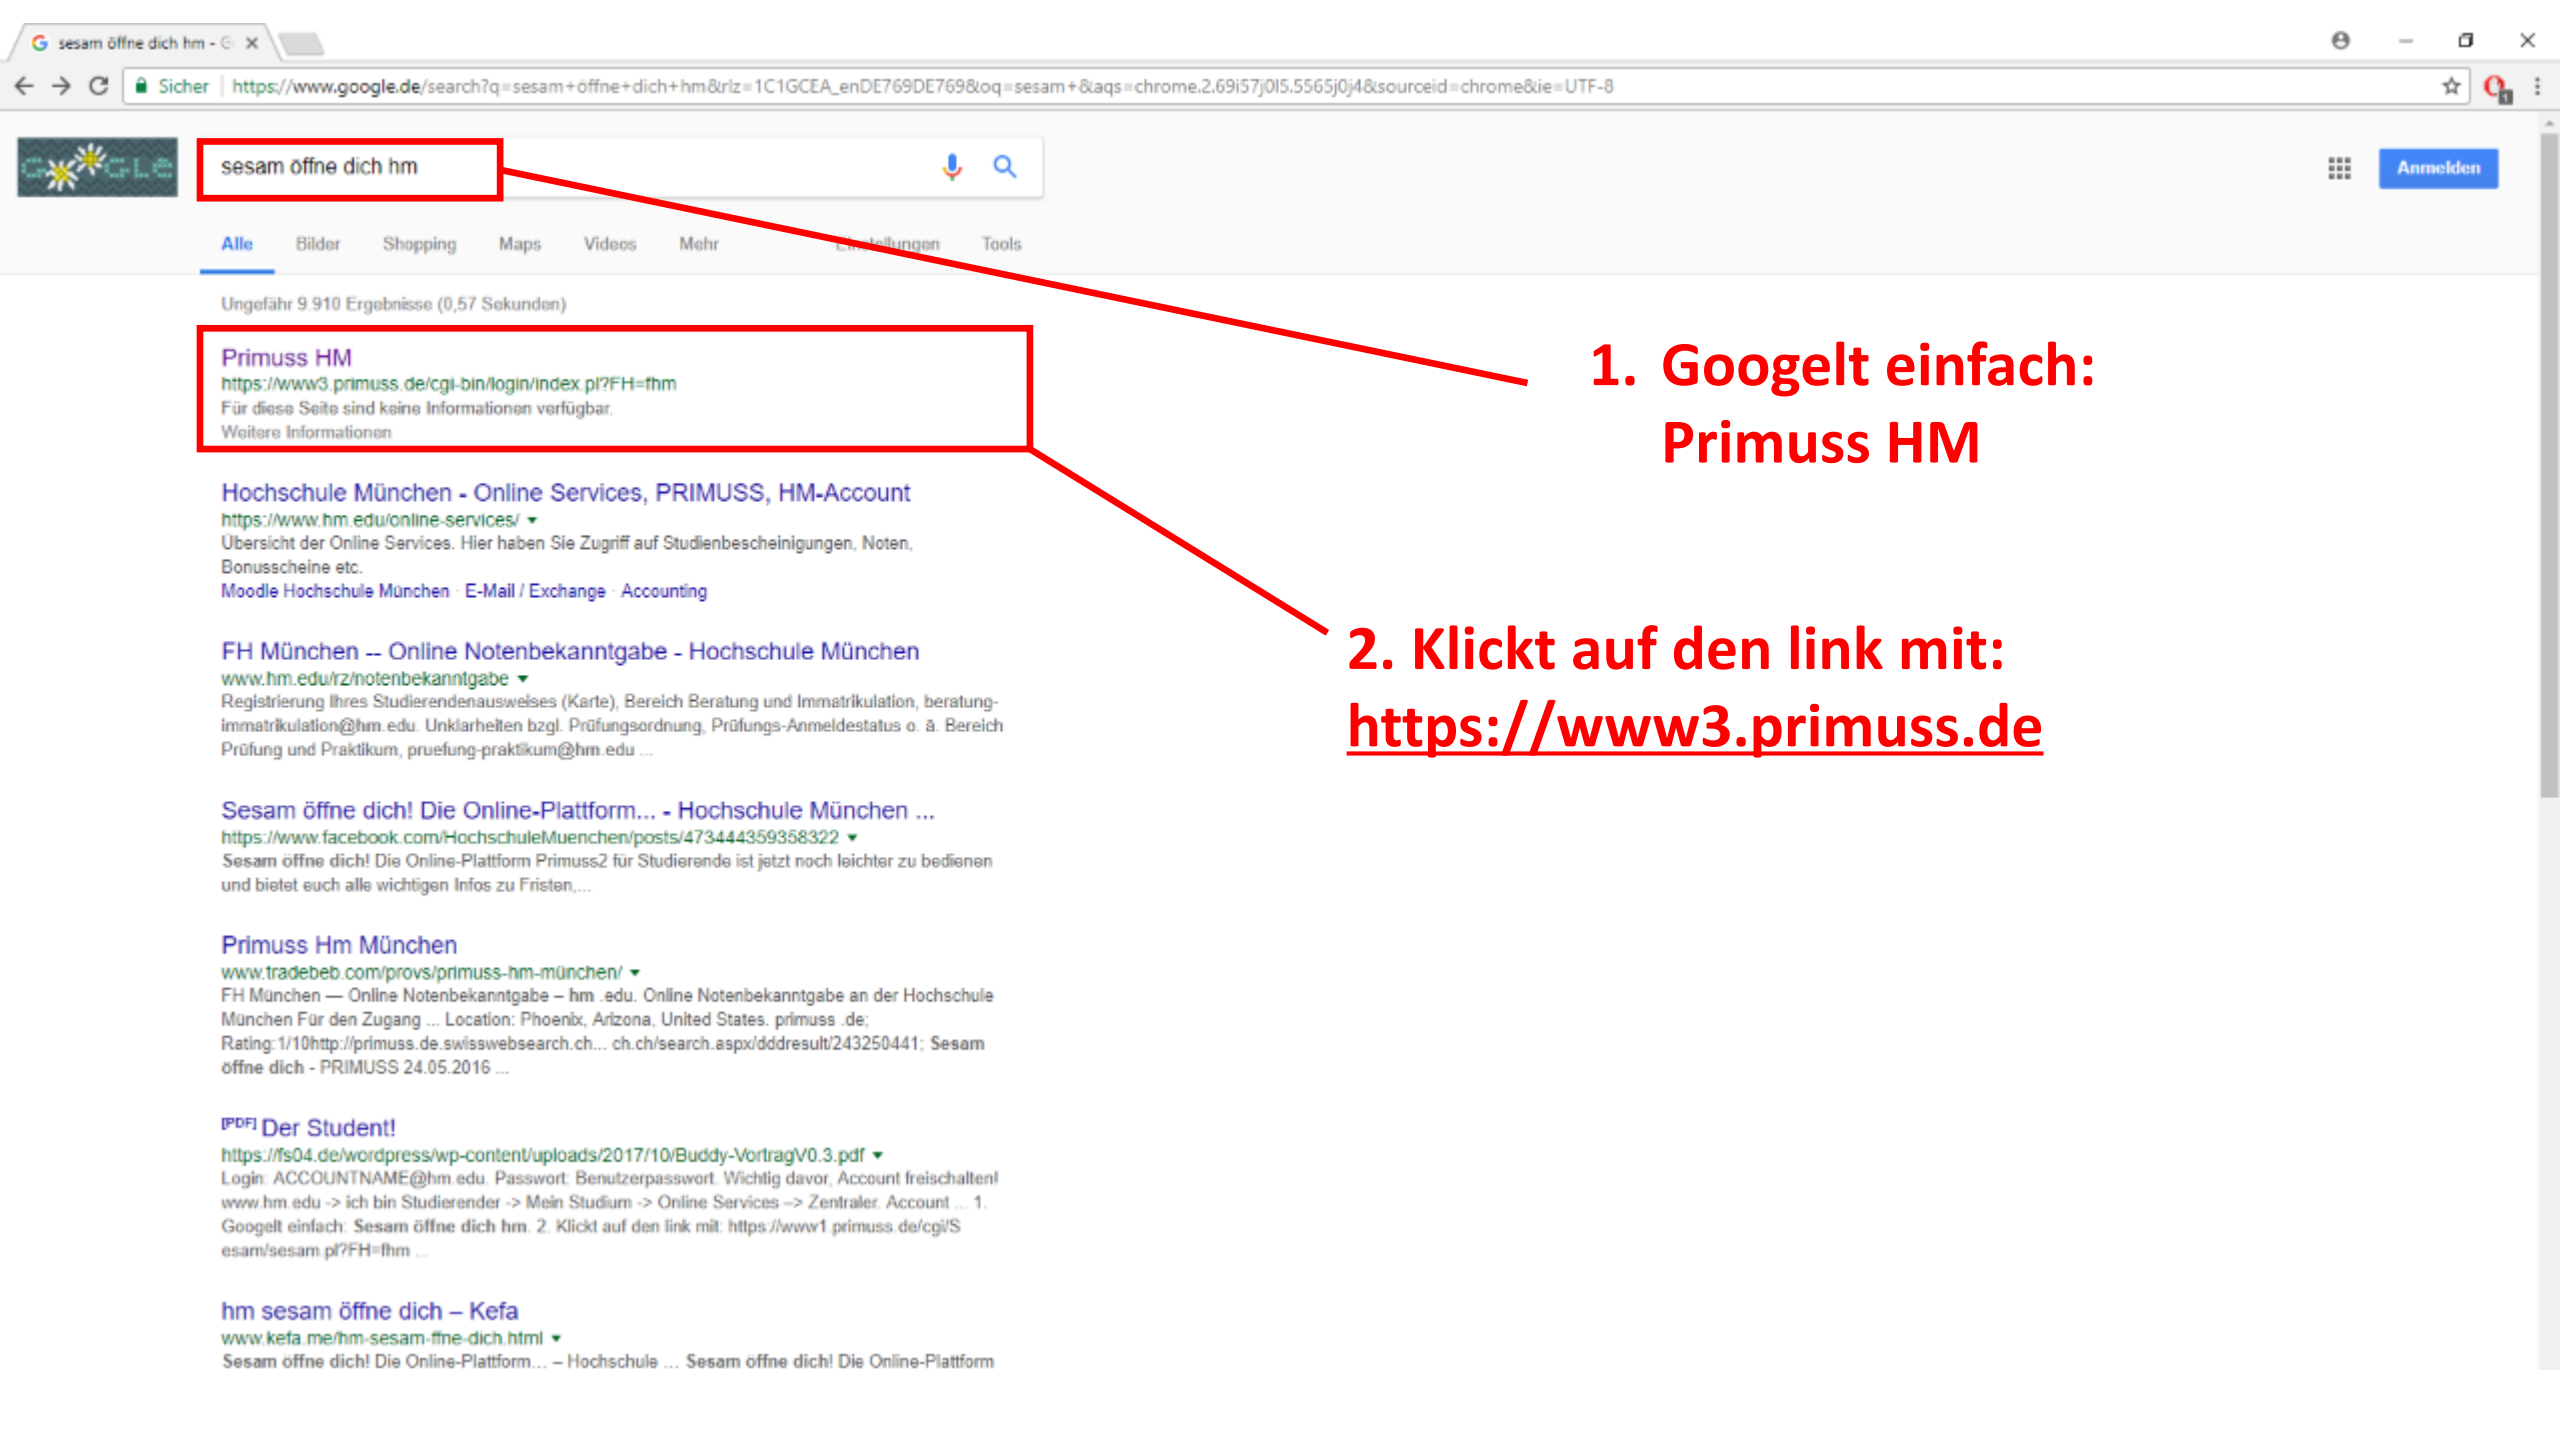 sesam öffne dich hm - G
Sicher https://www.google.de/search?q=sesam+öffne+dich+hm&rlz=1C1GCEA_enDE769DE769&oq=sesam+&aqs=chrome.2.69i57j0l5.5565j0j4&sourceid=chrome&ie=UTF-8
GOOGLE
sesam öffne dich hm
Anmelden
Alle Bilder Shopping Maps Videos Mehr Einstellungen Tools
Ungefähr 9.910 Ergebnisse (0,57 Sekunden)
Primuss HM
https://www3.primuss.de/cgi-bin/login/index.pl?FH=fhm
Für diese Seite sind keine Informationen verfügbar.
Weitere Informationen
1. Googelt einfach:
Primuss HM
Hochschule München - Online Services, PRIMUSS, HM-Account
https://www.hm.edu/online-services/
Übersicht der Online Services. Hier haben Sie Zugriff auf Studienbescheinigungen, Noten,
Bonusscheine etc.
Moodle Hochschule München · E-Mail / Exchange · Accounting
2. Klickt auf den link mit:
https://www3.primuss.de
FH München -- Online Notenbekanntgabe - Hochschule München
www.hm.edu/rz/notenbekanntgabe
Registrierung Ihres Studierendenausweises (Karte), Bereich Beratung und Immatrikulation, beratung-
immatrikulation@hm.edu. Unklarheiten bzgl. Prüfungsordnung, Prüfungs-Anmeldestatus o. ä. Bereich
Prüfung und Praktikum, pruefung-praktikum@hm.edu ...
Sesam öffne dich! Die Online-Plattform... - Hochschule München ...
https://www.facebook.com/HochschuleMuenchen/posts/473444359358322
Sesam öffne dich! Die Online-Plattform Primuss2 für Studierende ist jetzt noch leichter zu bedienen
und bietet euch alle wichtigen Infos zu Fristen,...
Primuss Hm München
www.tradebeb.com/provs/primuss-hm-münchen/
FH München — Online Notenbekanntgabe – hm .edu. Online Notenbekanntgabe an der Hochschule
München Für den Zugang ... Location: Phoenix, Arizona, United States. primuss .de;
Rating:1/10http://primuss.de.swisswebsearch.ch... ch.ch/search.aspx/dddresult/243250441; Sesam
öffne dich - PRIMUSS 24.05.2016 ...
[PDF] Der Student!
https://fs04.de/wordpress/wp-content/uploads/2017/10/Buddy-VortragV0.3.pdf
Login: ACCOUNTNAME@hm.edu. Passwort: Benutzerpasswort. Wichtig davor, Account freischalten!
www.hm.edu -> ich bin Studierender -> Mein Studium -> Online Services –> Zentraler. Account ... 1.
Googelt einfach: Sesam öffne dich hm. 2. Klickt auf den link mit: https://www1.primuss.de/cgi/S
esam/sesam.pl?FH=fhm ...
hm sesam öffne dich – Kefa
www.kefa.me/hm-sesam-ffne-dich.html
Sesam öffne dich! Die Online-Plattform... – Hochschule ... Sesam öffne dich! Die Online-Plattform